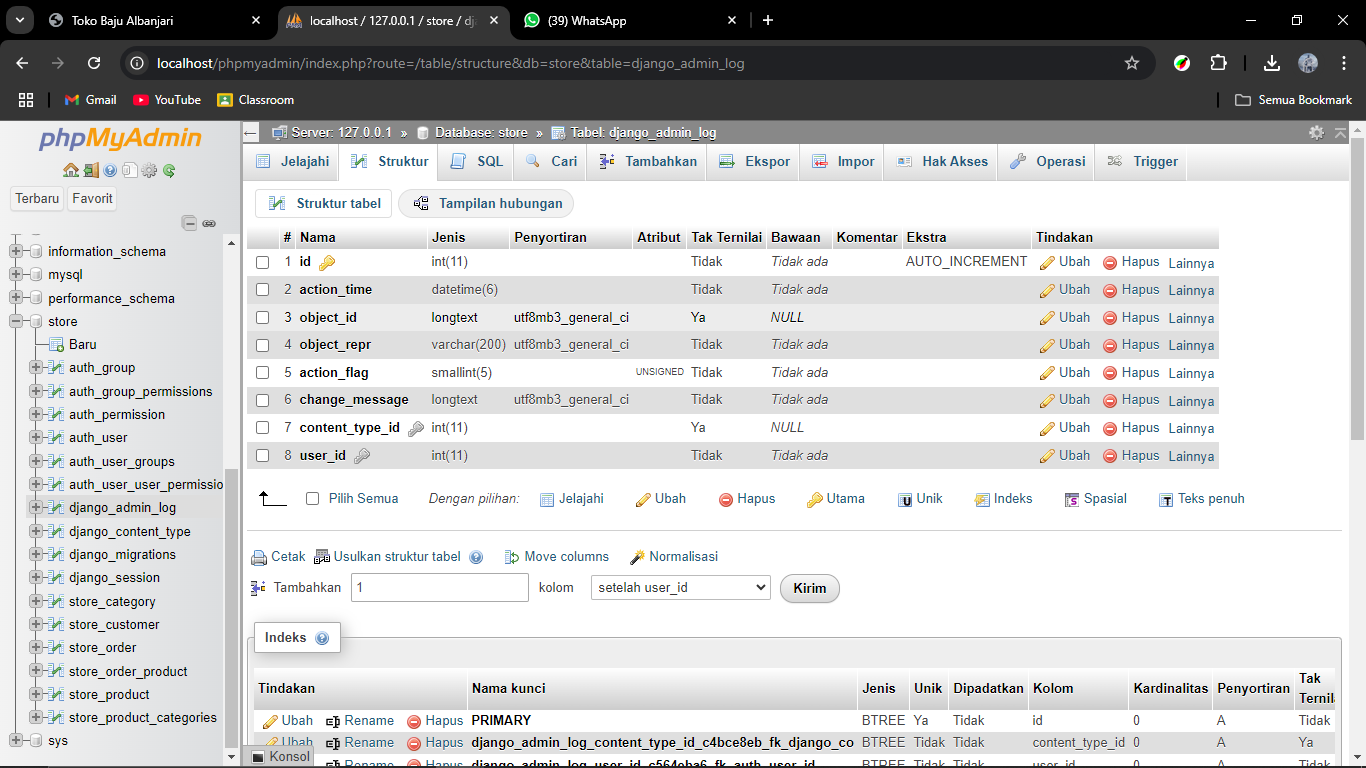 Toko Baju Albanjari
localhost / 127.0.0.1 / store / dj
(39) WhatsApp
localhost/phpmyadmin/index.php?route=/table/structure&db=store&table=django_admin_log
Gmail YouTube Classroom Semua Bookmark
phpMyAdmin
Terbaru Favorit
information_schema
mysql
performance_schema
store
Baru
auth_group
auth_group_permissions
auth_permission
auth_user
auth_user_groups
auth_user_user_permissio
django_admin_log
django_content_type
django_migrations
django_session
store_category
store_customer
store_order
store_order_product
store_product
store_product_categories
sys
Server: 127.0.0.1 » Database: store » Tabel: django_admin_log
Jelajahi Struktur SQL Cari Tambahkan Ekspor Impor Hak Akses Operasi Trigger
Struktur tabel Tampilan hubungan
# Nama Jenis Penyortiran Atribut Tak Ternilai Bawaan Komentar Ekstra Tindakan
1 id int(11) Tidak Tidak ada AUTO_INCREMENT Ubah Hapus Lainnya
2 action_time datetime(6) Tidak Tidak ada Ubah Hapus Lainnya
3 object_id longtext utf8mb3_general_ci Ya NULL Ubah Hapus Lainnya
4 object_repr varchar(200) utf8mb3_general_ci Tidak Tidak ada Ubah Hapus Lainnya
5 action_flag smallint(5) UNSIGNED Tidak Tidak ada Ubah Hapus Lainnya
6 change_message longtext utf8mb3_general_ci Tidak Tidak ada Ubah Hapus Lainnya
7 content_type_id int(11) Ya NULL Ubah Hapus Lainnya
8 user_id int(11) Tidak Tidak ada Ubah Hapus Lainnya
Pilih Semua Dengan pilihan: Jelajahi Ubah Hapus Utama Unik Indeks Spasial Teks penuh
Cetak Usulkan struktur tabel Move columns Normalisasi
Tambahkan 1 kolom setelah user_id Kirim
Indeks
Tindakan Nama kunci Jenis Unik Dipadatkan Kolom Kardinalitas Penyortiran Tak Ternil
Ubah Rename Hapus PRIMARY BTREE Ya Tidak id 0 A Tidak
Ubah Rename Hapus django_admin_log_content_type_id_c4bce8eb_fk_django_co BTREE Tidak Tidak content_type_id 0 A Ya
Rename Hapus django_admin_log_user_id_c564eba6_fk_auth_user_id BTREE Tidak Tidak user_id 0 A Tidak
Konsol